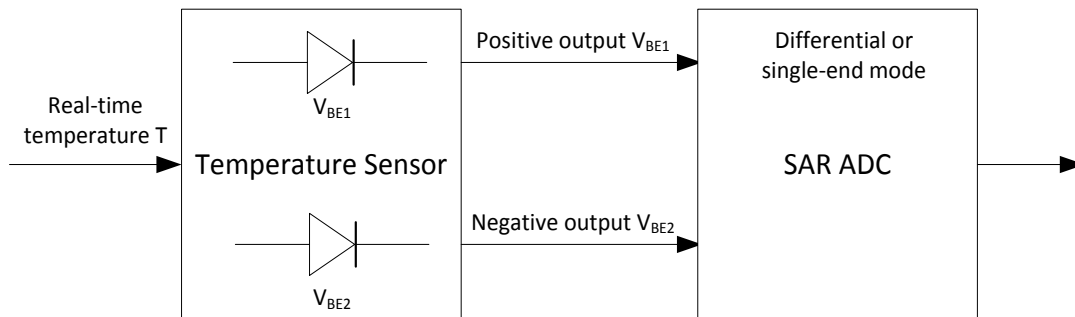 Real-time
temperature T
V_BE1
Temperature Sensor
V_BE2
Positive output V_BE1
Negative output V_BE2
Differential or
single-end mode
SAR ADC